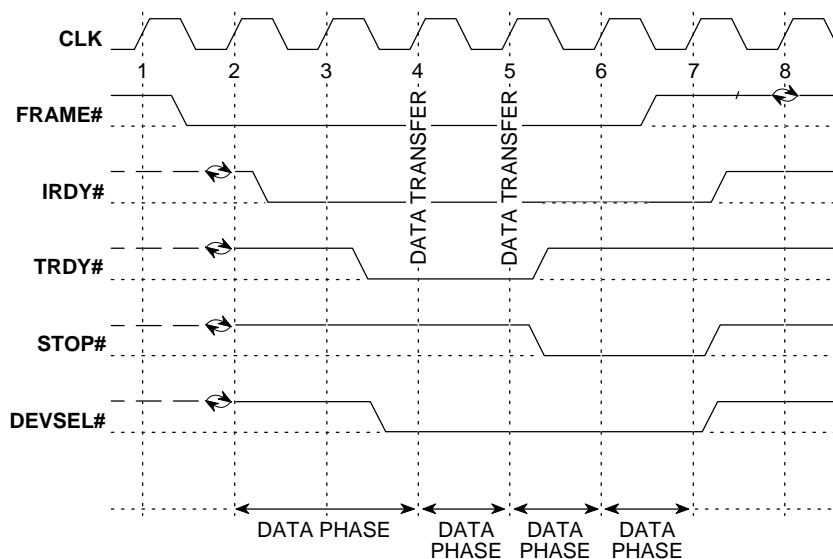 CLK
1 2 3 4 5 6 7 8
FRAME#
DATA TRANSFER
DATA TRANSFER
IRDY#
TRDY#
STOP#
DEVSEL#
DATA PHASE
DATA
PHASE
DATA
PHASE
DATA
PHASE